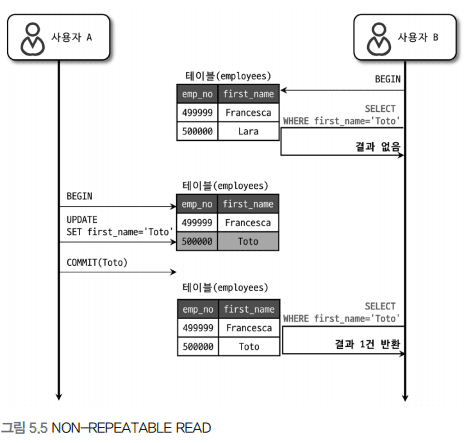 사용자 A
사용자 B
테이블(employees)
BEGIN
emp_no first_name
499999 Francesca
500000 Lara
SELECT
WHERE first_name='Toto'
결과 없음
테이블(employees)
BEGIN
emp_no first_name
UPDATE
SET first_name='Toto'
499999 Francesca
500000 Toto
COMMIT(Toto)
테이블(employees)
emp_no first_name
499999 Francesca
500000 Toto
SELECT
WHERE first_name='Toto'
결과 1건 반환
그림 5.5 NON-REPEATABLE READ